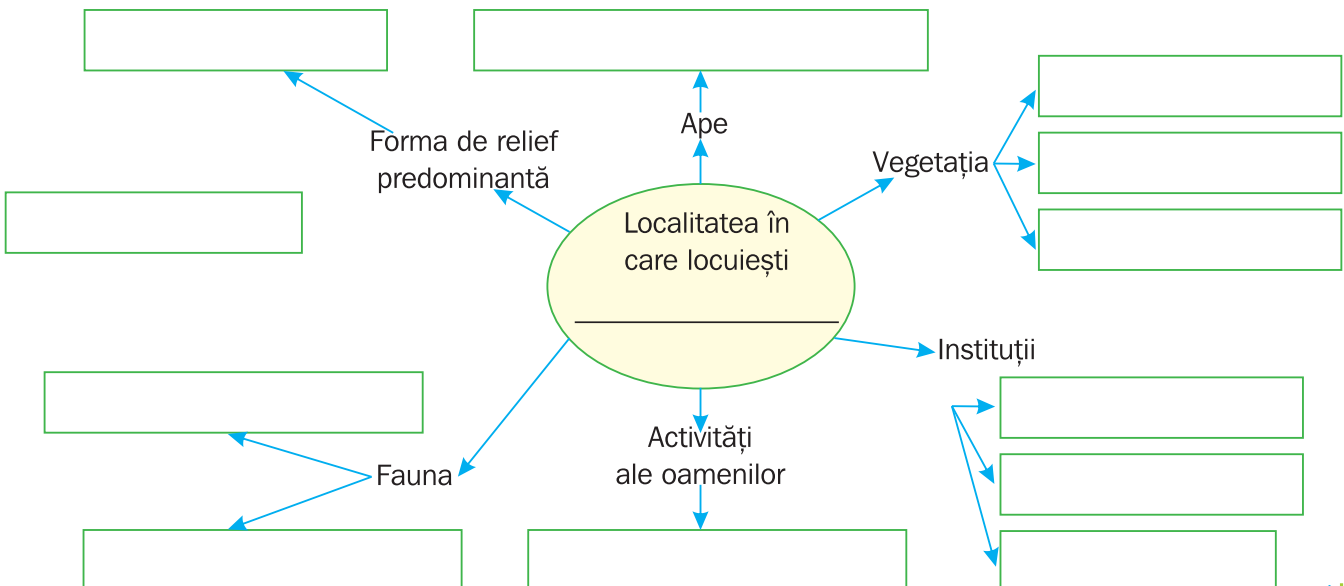 Ape
Forma de relief
predominantă
Vegetația
Localitatea în
care locuiești
Instituții
Activități
ale oamenilor
Fauna